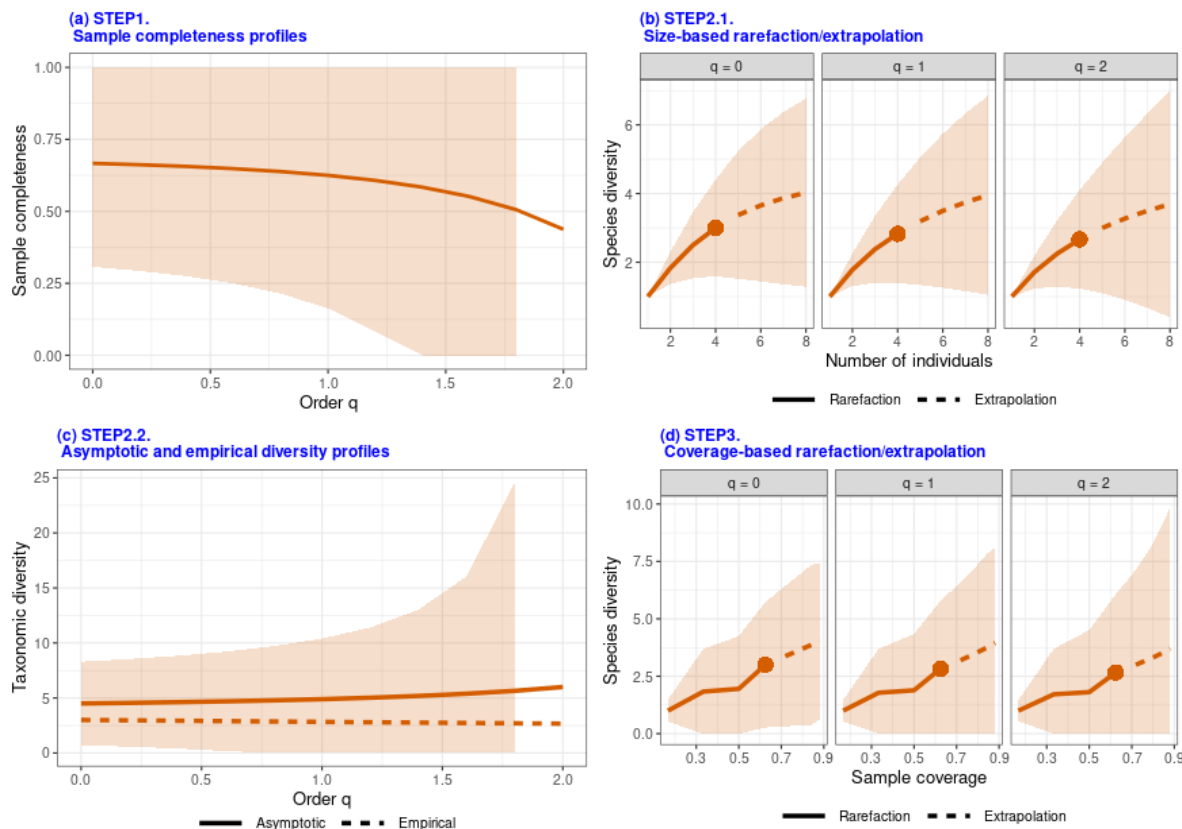 (a) STEP1.
Sample completeness profiles
1.00
0.75
0.50
0.25
0.00
Sample completeness
0.0 0.5 1.0 1.5 2.0
Order q
(b) STEP2.1.
Size-based rarefaction/extrapolation
q = 0 q = 1 q = 2
6
4
2
Species diversity
2 4 6 8 2 4 6 8 2 4 6 8
Number of individuals
Rarefaction Extrapolation
(c) STEP2.2.
Asymptotic and empirical diversity profiles
25
20
15
10
5
0
Taxonomic diversity
0.0 0.5 1.0 1.5 2.0
Order q
Asymptotic Empirical
(d) STEP3.
Coverage-based rarefaction/extrapolation
q = 0 q = 1 q = 2
10.0
7.5
5.0
2.5
0.0
Species diversity
0.3 0.5 0.7 0.9 0.3 0.5 0.7 0.9 0.3 0.5 0.7 0.9
Sample coverage
Rarefaction Extrapolation